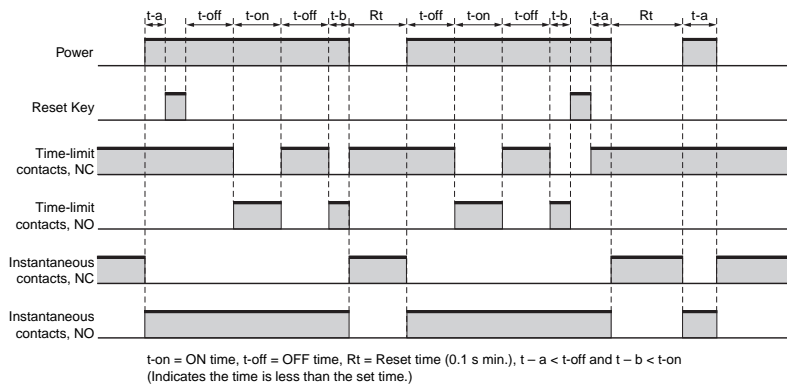 t-a t-off t-on t-off t-b Rt t-off t-on t-off t-b t-a Rt t-a
Power
Reset Key
Time-limit
contacts, NC
Time-limit
contacts, NO
Instantaneous
contacts, NC
Instantaneous
contacts, NO
t-on = ON time, t-off = OFF time, Rt = Reset time (0.1 s min.), t – a < t-off and t – b < t-on
(Indicates the time is less than the set time.)